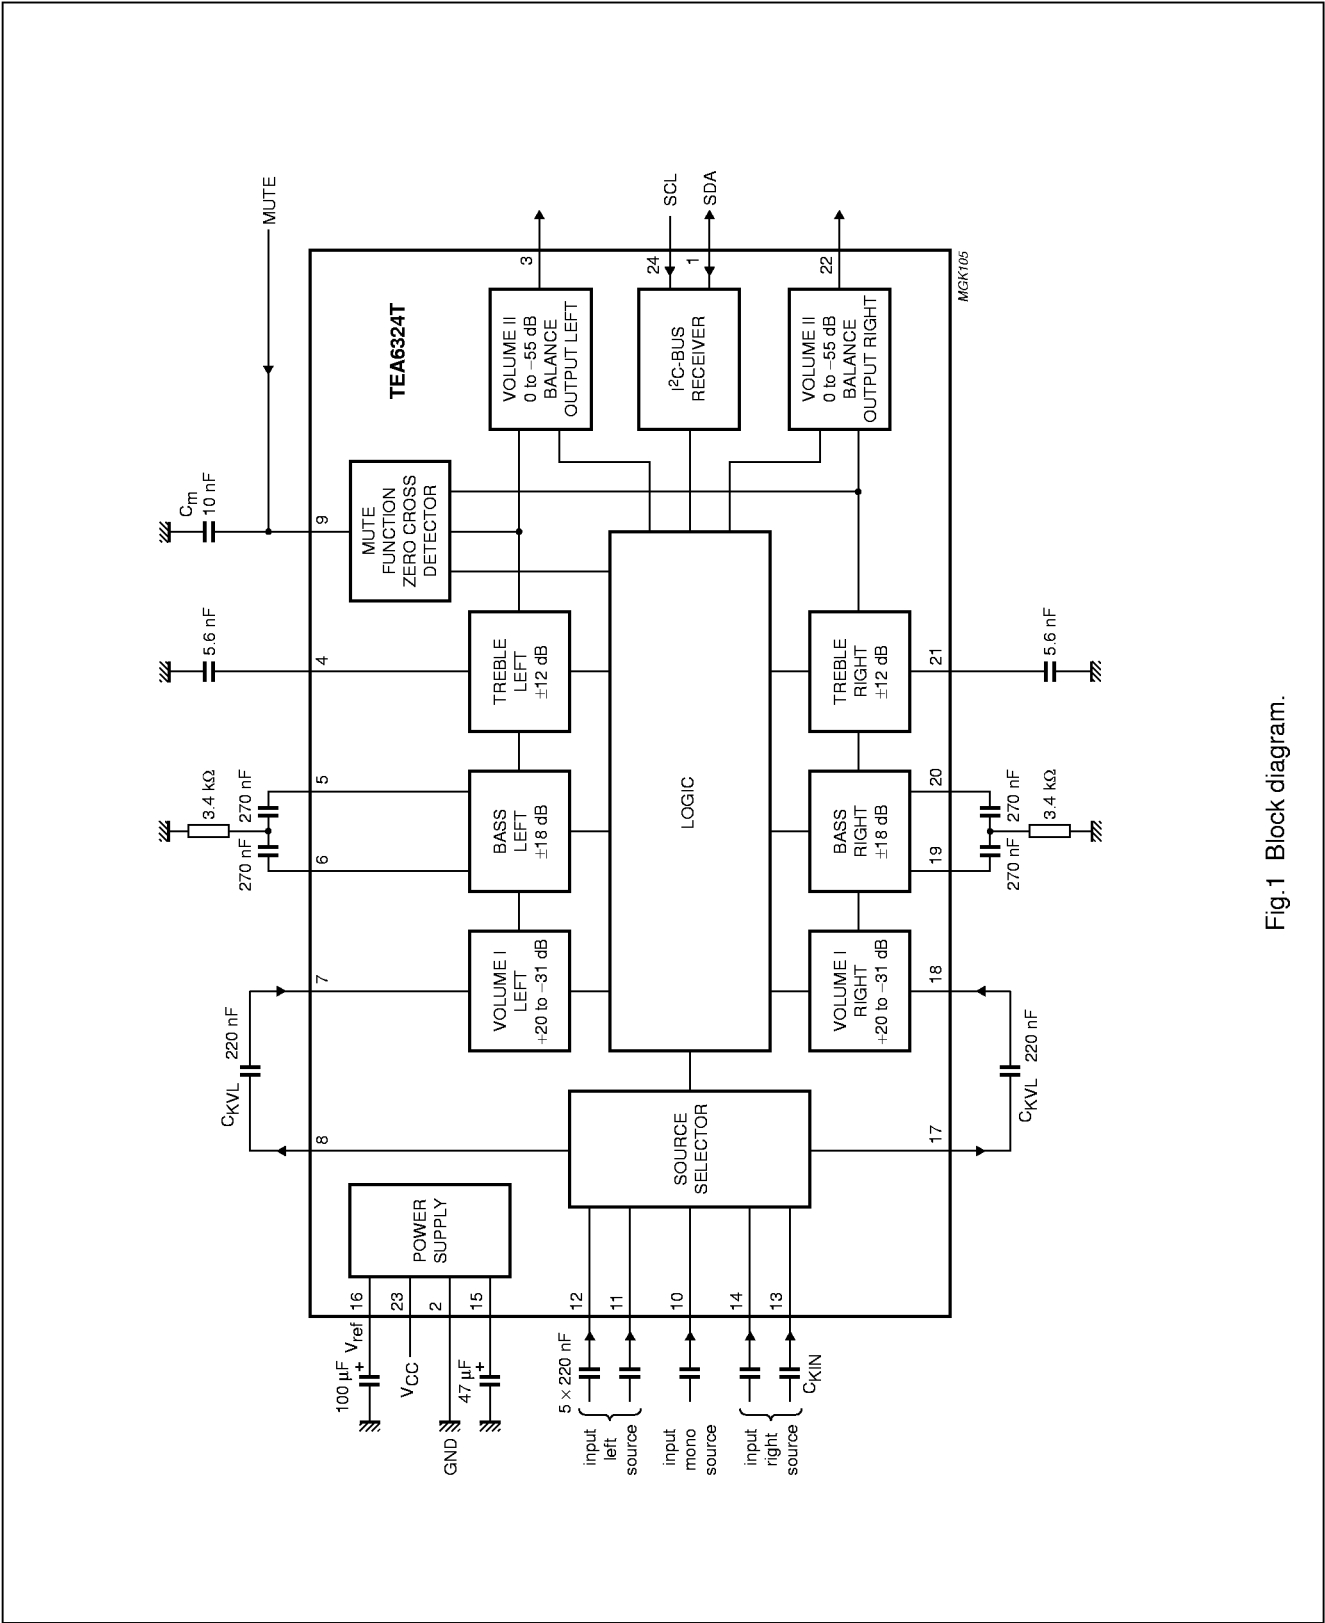 MUTE
Cm
10 nF
5.6 nF
3.4 kΩ
270 nF
270 nF
220 nF
CKVL
9
4
5
6
7
8
TEA6324T
MUTE
FUNCTION
ZERO CROSS
DETECTOR
POWER
SUPPLY
100 µF
+
Vref
16
VCC
23
GND
2
47 µF
+
15
VOLUME I
LEFT
+20 to −31 dB
BASS
LEFT
±18 dB
TREBLE
LEFT
±12 dB
VOLUME II
0 to −55 dB
BALANCE
OUTPUT LEFT
3
5 × 220 nF
12
11
10
14
13
CKIN
input
left
source
input
mono
source
input
right
source
SOURCE
SELECTOR
LOGIC
I2C-BUS
RECEIVER
24
SCL
1
SDA
VOLUME I
RIGHT
+20 to −31 dB
BASS
RIGHT
±18 dB
TREBLE
RIGHT
±12 dB
VOLUME II
0 to −55 dB
BALANCE
OUTPUT RIGHT
22
17
18
19
20
21
MGK105
CKVL
220 nF
270 nF
270 nF
3.4 kΩ
5.6 nF
Fig.1 Block diagram.